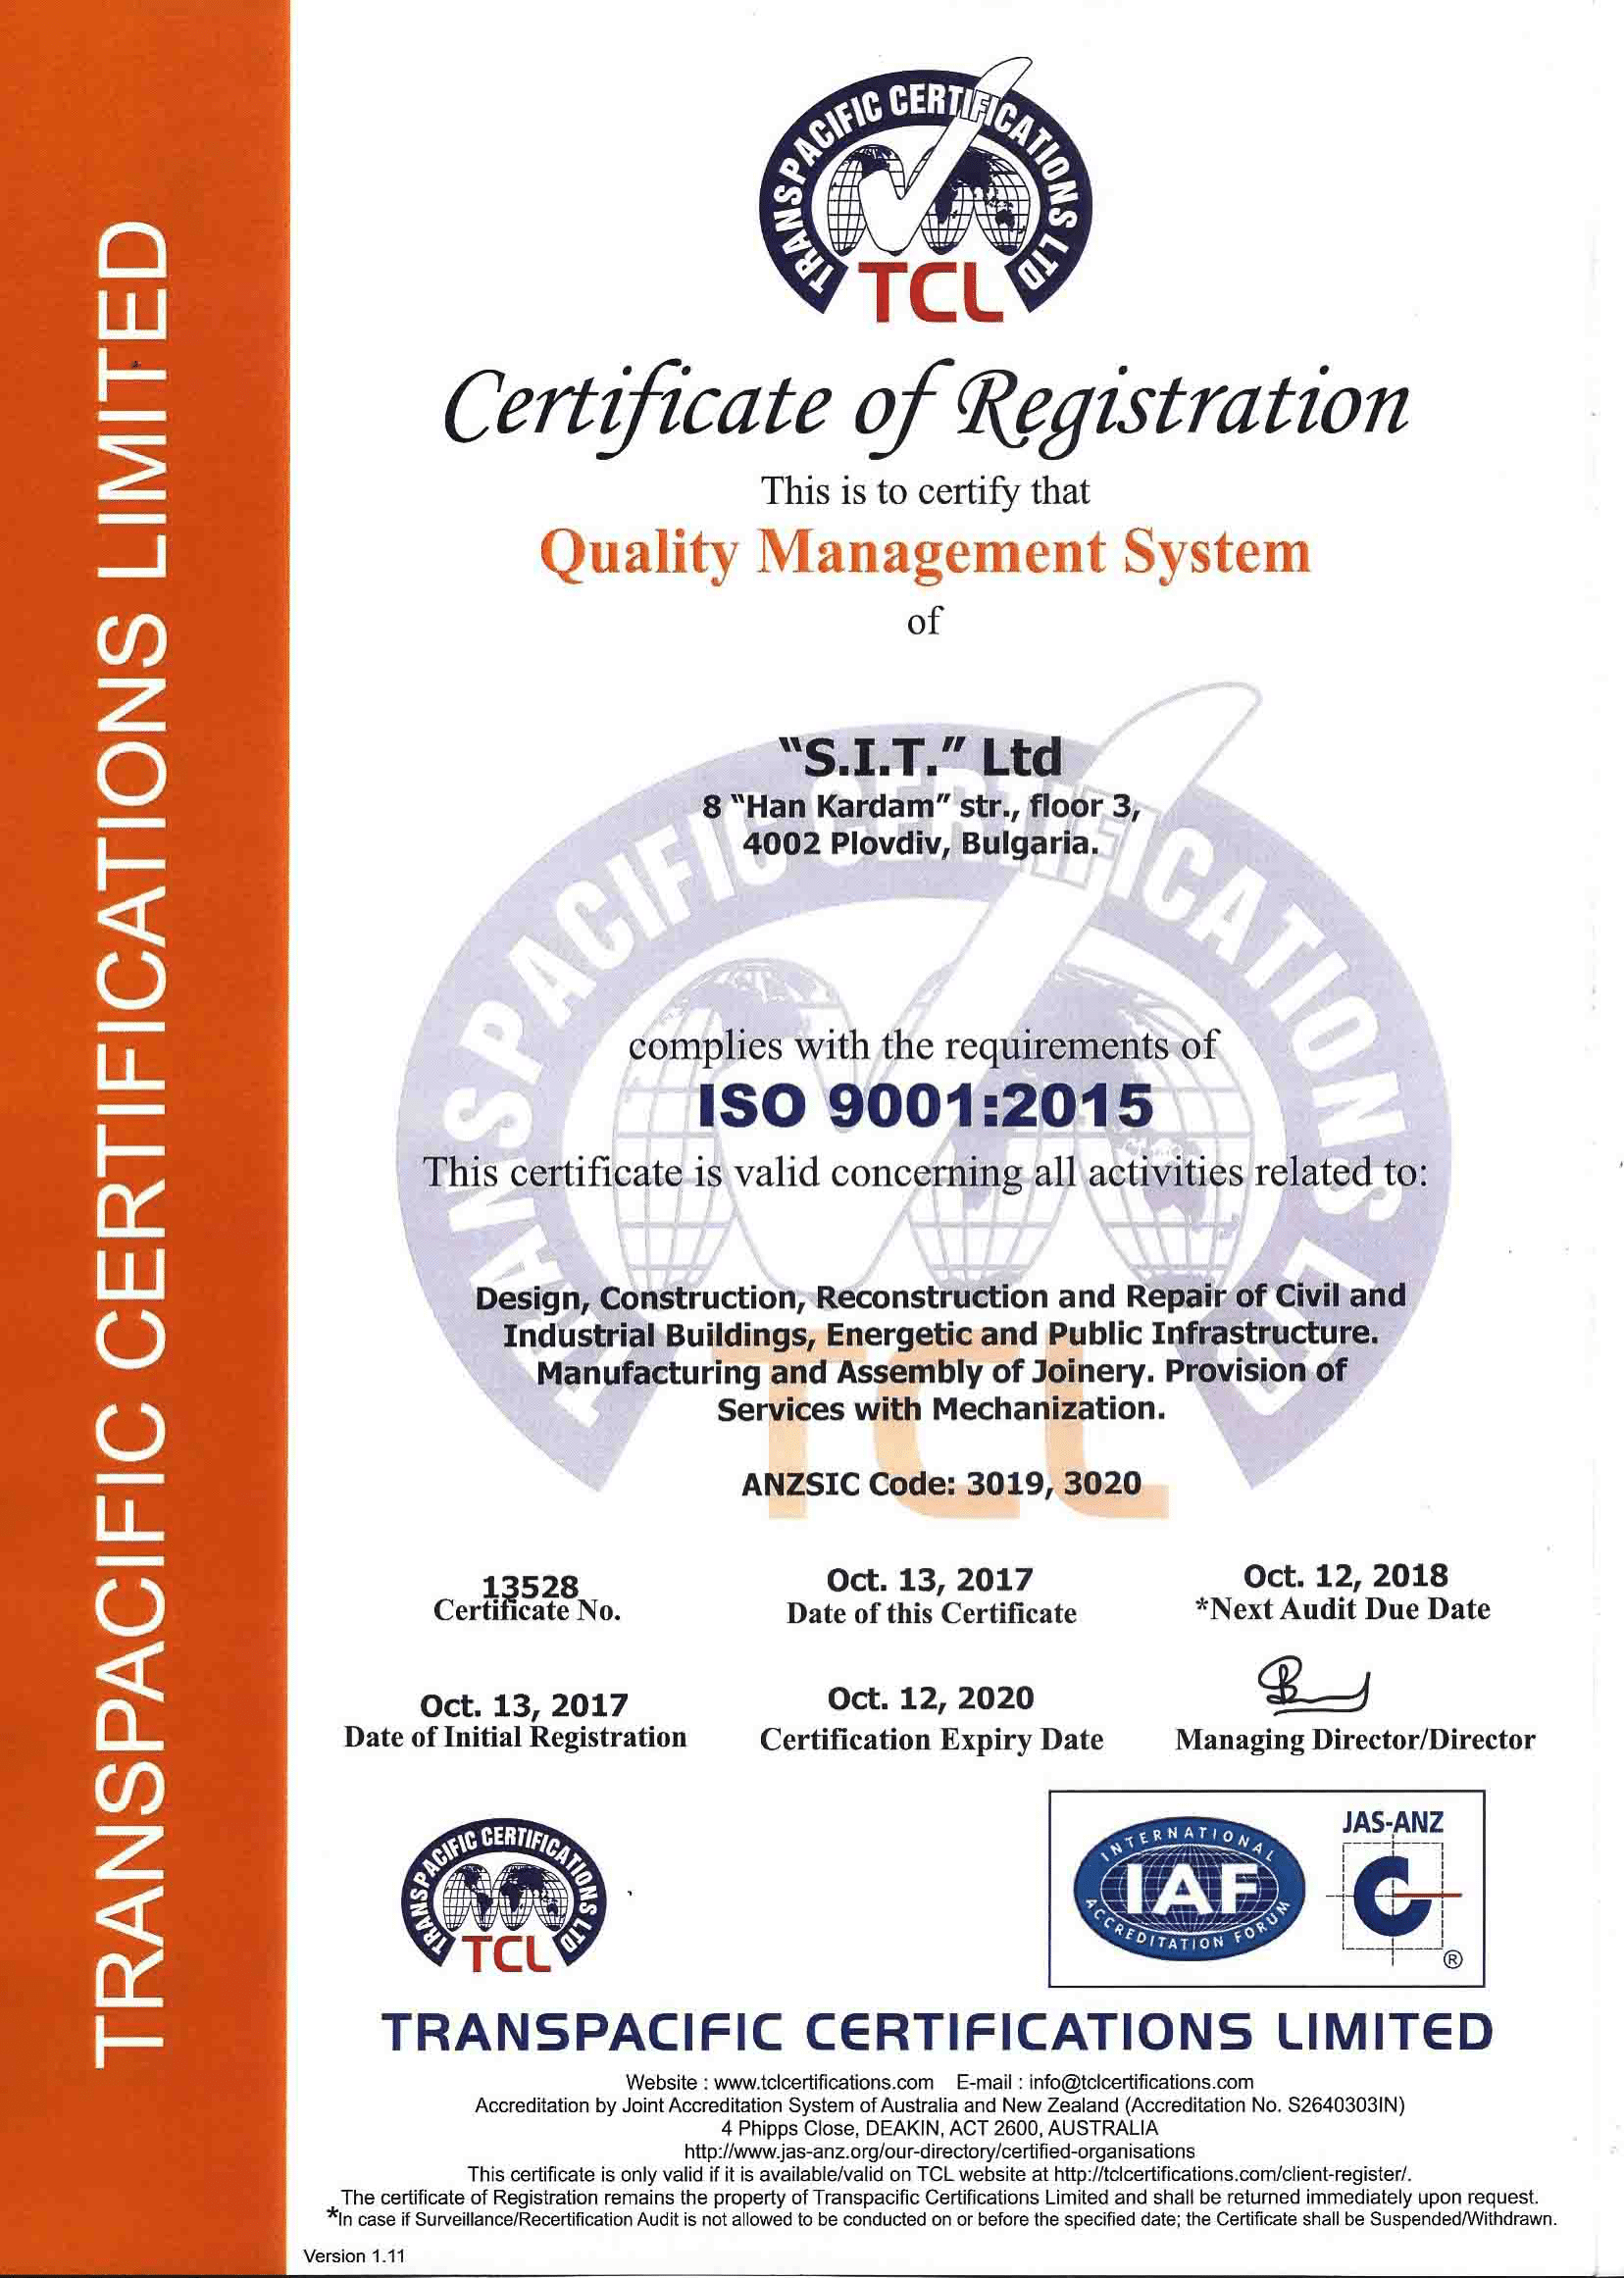 TRANSPACIFIC CERTIFICATIONS LIMITED
TRANSPACIFIC CERTIFICATIONS LTD
TCL
Certificate of Registration
This is to certify that
Quality Management System
of
"S.I.T." Ltd
8 "Han Kardam" str., floor 3,
4002 Plovdiv, Bulgaria.
TRANSPACIFIC CERTIFICATIONS LTD
complies with the requirements of
ISO 9001:2015
This certificate is valid concerning all activities related to:
Design, Construction, Reconstruction and Repair of Civil and
Industrial Buildings, Energetic and Public Infrastructure.
Manufacturing and Assembly of Joinery. Provision of
Services with Mechanization.
TCL
ANZSIC Code: 3019, 3020
13528
Certificate No.
Oct. 13, 2017
Date of this Certificate
Oct. 12, 2018
*Next Audit Due Date
Oct. 13, 2017
Date of Initial Registration
Oct. 12, 2020
Certification Expiry Date
Managing Director/Director
TRANSPACIFIC CERTIFICATIONS LTD
TCL
INTERNATIONAL
IAF
ACCREDITATION FORUM
JAS-ANZ
®
TRANSPACIFIC CERTIFICATIONS LIMITED
Website : www.tclcertifications.com E-mail : info@tclcertifications.com
Accreditation by Joint Accreditation System of Australia and New Zealand (Accreditation No. S2640303IN)
4 Phipps Close, DEAKIN, ACT 2600, AUSTRALIA
http://www.jas-anz.org/our-directory/certified-organisations
This certificate is only valid if it is available/valid on TCL website at http://tclcertifications.com/client-register/.
The certificate of Registration remains the property of Transpacific Certifications Limited and shall be returned immediately upon request.
*In case if Surveillance/Recertification Audit is not allowed to be conducted on or before the specified date; the Certificate shall be Suspended/Withdrawn.
Version 1.11